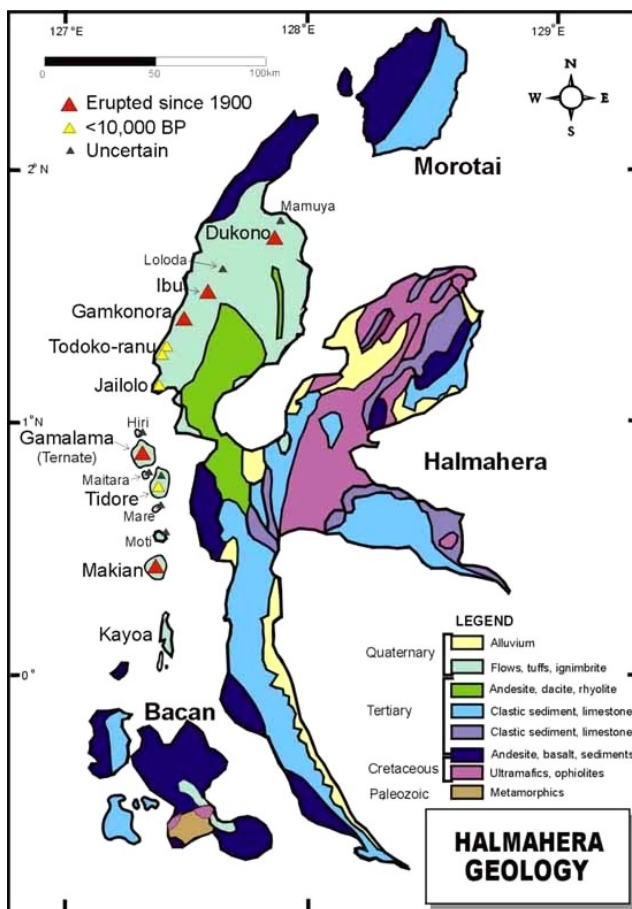 127°E
128°E
129°E
0
50
100km
Erupted since 1900
<10,000 BP
Uncertain
N
W
E
S
2°N
Morotai
Mamuya
Dukono
Loloda
Ibu
Gamkonora
Todoko-ranu
Jailolo
1°N
Hiri
Gamalama
(Ternate)
Halmahera
Maitara
Tidore
Mare
Moti
Makian
Kayoa
0°
Bacan
LEGEND
Quaternary
Alluvium
Flows, tuffs, ignimbrite
Tertiary
Andesite, dacite, rhyolite
Clastic sediment, limestone
Clastic sediment, limestone
Andesite, basalt, sediments
Cretaceous
Ultramafics, ophiolites
Paleozoic
Metamorphics
HALMAHERA
GEOLOGY